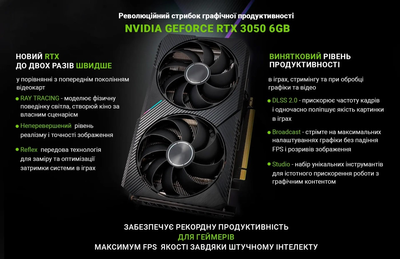 Революційний стрибок графічної продуктивності
NVIDIA GEFORCE RTX 3050 6GB
НОВИЙ RTX
ДО ДВОХ РАЗІВ ШВИДШЕ
у порівнянні з попереднім поколінням
відеокарт
RAY TRACING - моделює фізичну
поведінку світла, створюй кіно за
власним сценарієм
Неперевершений рівень
реалізму і точності зображення
Reflex передова технологія
для заміру та оптимізації
затримки системи в іграх
ВИНЯТКОВИЙ РІВЕНЬ
ПРОДУКТИВНОСТІ
в іграх, стримінгу та при обробці
графіки та відео
DLSS 2.0 - прискорює частоту кадрів
і одночасно поліпшує якість картинки
в іграх
Broadcast - стрімте на максимальних
налаштуваннях графіки без падіння
FPS і розривів зображення
Studio - набір унікальних інструментів
для істотного прискорення роботи з
графічним контентом
ЗАБЕЗПЕЧУЄ РЕКОРДНУ ПРОДУКТИВНІСТЬ
ДЛЯ ГЕЙМЕРІВ
МАКСИМУМ FPS ЯКОСТІ ЗАВДЯКИ ШТУЧНОМУ ІНТЕЛЕКТУ